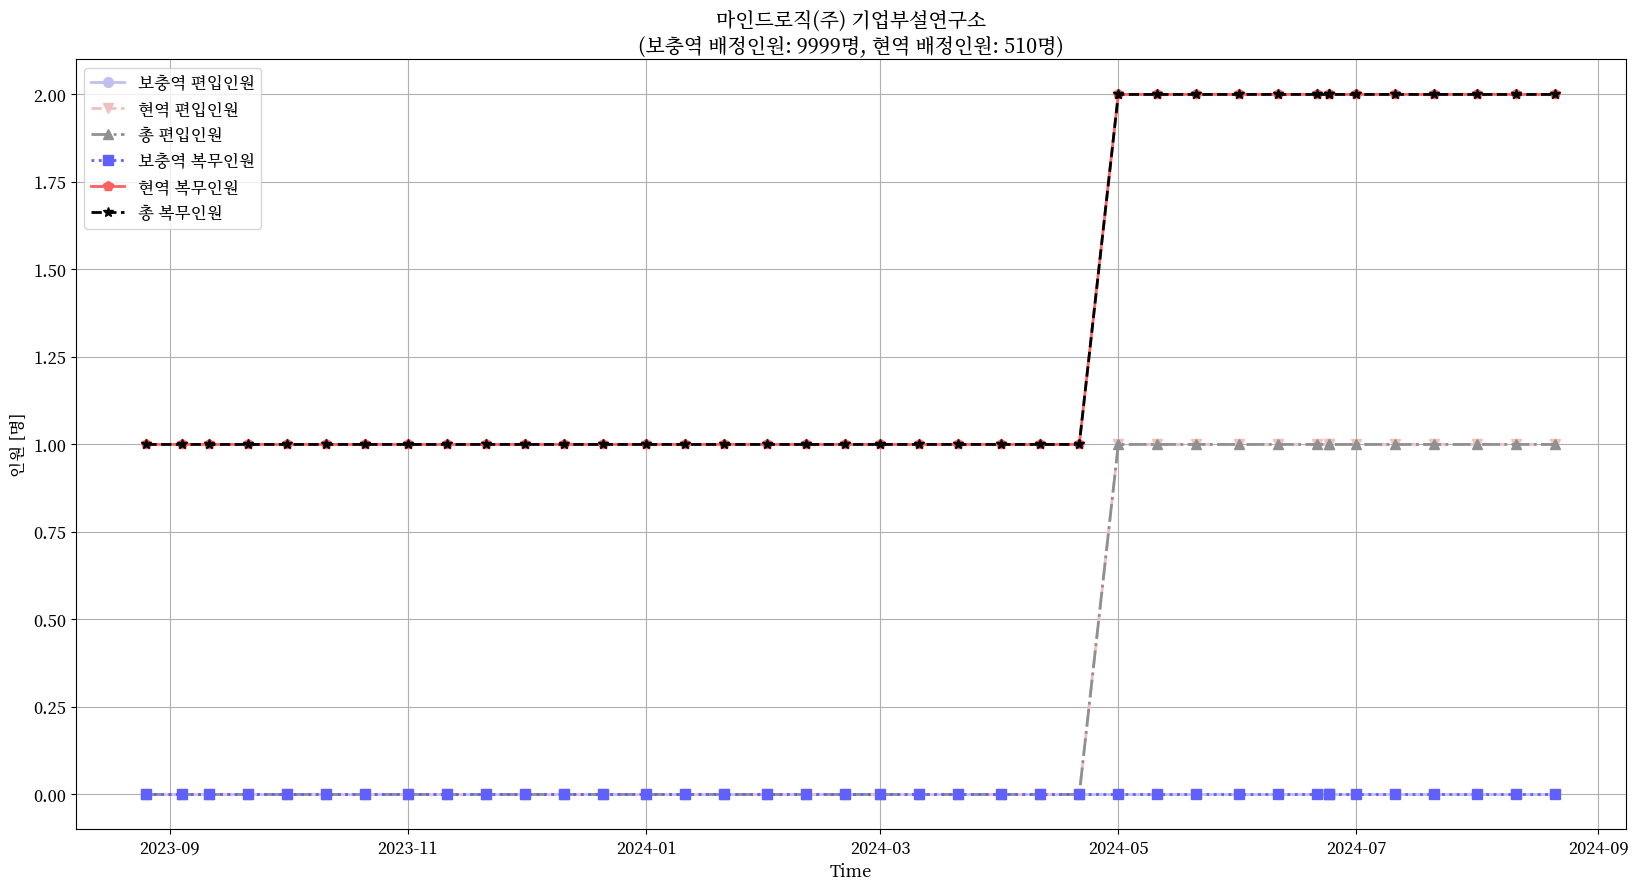 마인드로직(주) 기업부설연구소
(보충역 배정인원: 9999명, 현역 배정인원: 510명)
보충역 편입인원
현역 편입인원
총 편입인원
보충역 복무인원
현역 복무인원
총 복무인원
인원 [명]
2.00
1.75
1.50
1.25
1.00
0.75
0.50
0.25
0.00
2023-09
2023-11
2024-01
2024-03
2024-05
2024-07
2024-09
Time